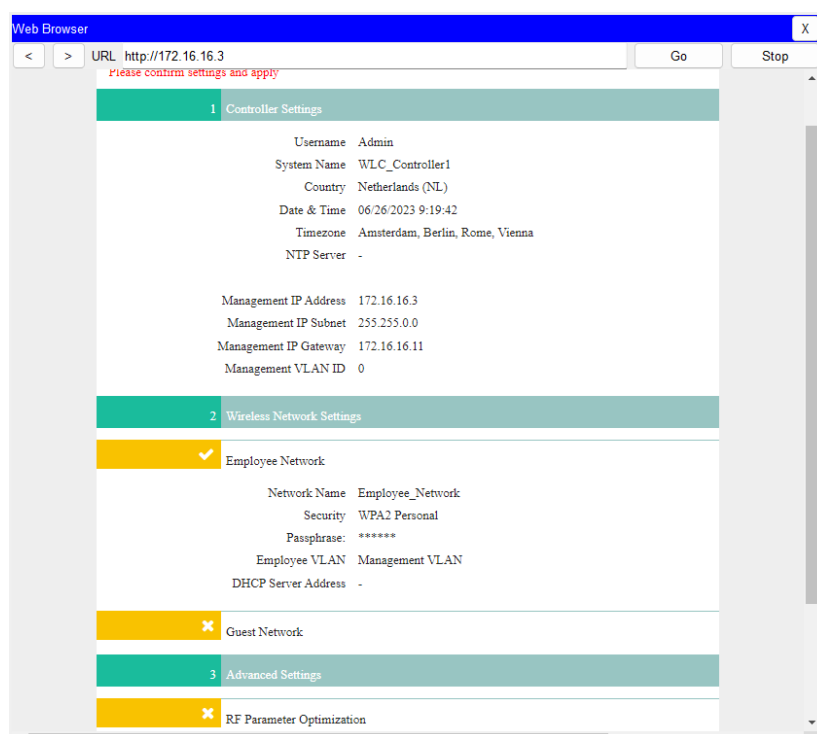 Web Browser X
< > URL http://172.16.16.3 Go Stop
Please confirm settings and apply
1 Controller Settings
Username Admin
System Name WLC_Controller1
Country Netherlands (NL)
Date & Time 06/26/2023 9:19:42
Timezone Amsterdam, Berlin, Rome, Vienna
NTP Server -
Management IP Address 172.16.16.3
Management IP Subnet 255.255.0.0
Management IP Gateway 172.16.16.11
Management VLAN ID 0
2 Wireless Network Settings
Employee Network
Network Name Employee_Network
Security WPA2 Personal
Passphrase: ******
Employee VLAN Management VLAN
DHCP Server Address -
Guest Network
3 Advanced Settings
RF Parameter Optimization